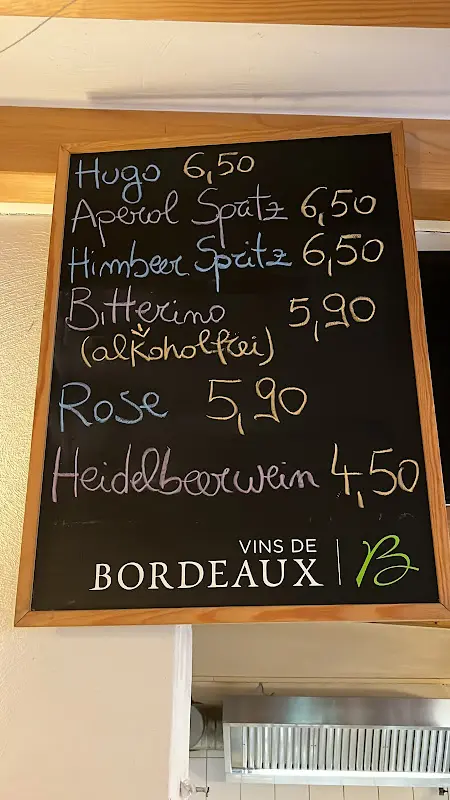 Hugo 6,50
Aperol Spritz 6,50
Himbeer Spritz 6,50
Bitterino 5,90
(alkoholfrei)
Rose 5,90
Heidelbeerwein 4,50
VINS DE
BORDEAUX | B